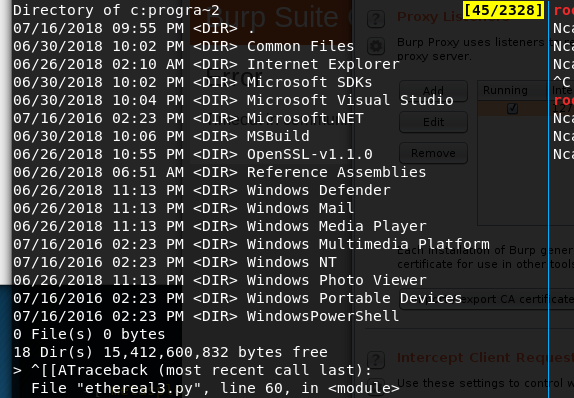 Directory of c:progra~2
07/16/2018 09:55 PM <DIR> .
06/30/2018 10:02 PM <DIR> Common Files
06/26/2018 02:10 AM <DIR> Internet Explorer
06/30/2018 10:02 PM <DIR> Microsoft SDKs
06/30/2018 10:04 PM <DIR> Microsoft Visual Studio
07/16/2016 02:23 PM <DIR> Microsoft.NET
06/30/2018 10:06 PM <DIR> MSBuild
06/26/2018 10:55 PM <DIR> OpenSSL-v1.1.0
06/26/2018 06:51 AM <DIR> Reference Assemblies
06/26/2018 11:13 PM <DIR> Windows Defender
06/26/2018 11:13 PM <DIR> Windows Mail
06/26/2018 11:13 PM <DIR> Windows Media Player
07/16/2016 02:23 PM <DIR> Windows Multimedia Platform
07/16/2016 02:23 PM <DIR> Windows NT
06/26/2018 11:13 PM <DIR> Windows Photo Viewer
07/16/2016 02:23 PM <DIR> Windows Portable Devices
07/16/2016 02:23 PM <DIR> WindowsPowerShell
0 File(s) 0 bytes
18 Dir(s) 15,412,600,832 bytes free
> ^[[ATraceback (most recent call last):
File "ethereal3.py", line 60, in <module>
[45/2328]
Burp Suite
Error
Proxy Lis
Burp Proxy uses listeners
proxy server.
Add
Edit
Remove
Running
Inte
127
Each installation of Burp gener
certificate for use in other tools
export CA certificate
Intercept Client Reques
Use these settings to control w
roo
Nca
Nca
Nca
^C
roo
Nca
Nca
Nca